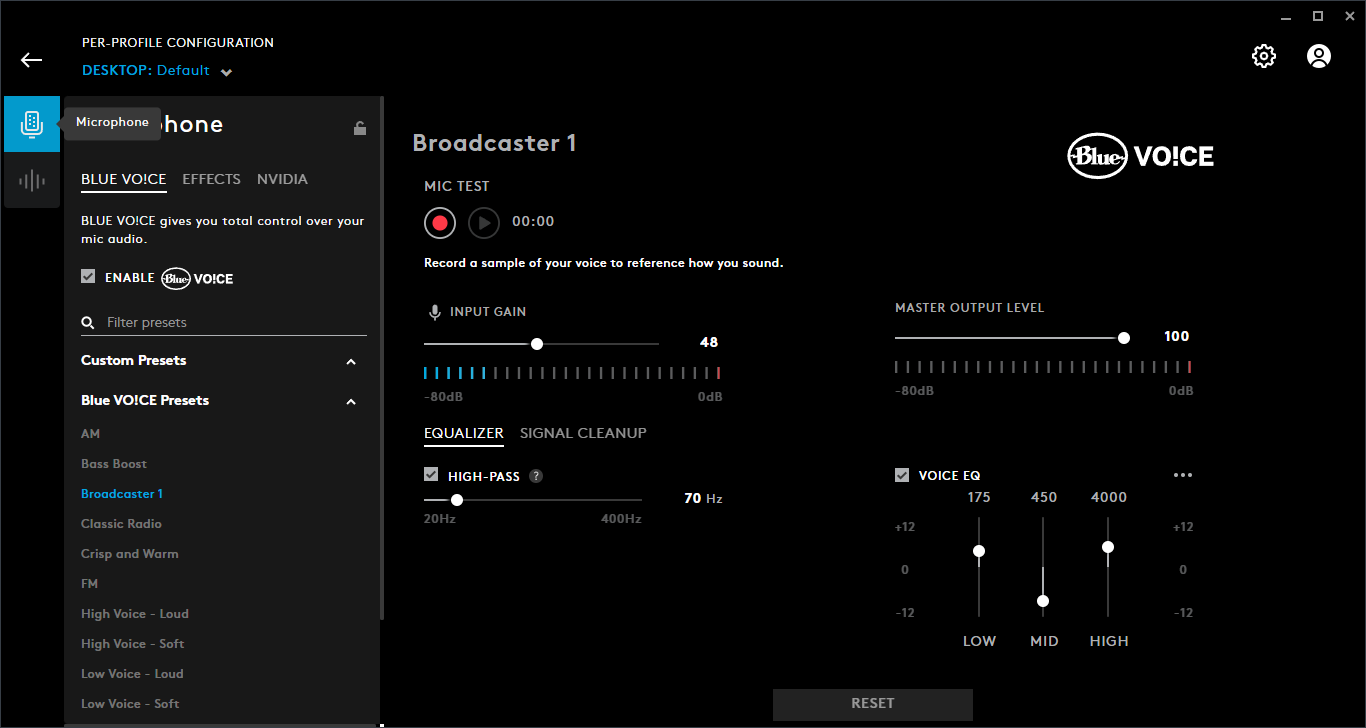 PER-PROFILE CONFIGURATION
DESKTOP: Default
Microphone
phone
BLUE VO!CE EFFECTS NVIDIA
BLUE VO!CE gives you total control over your
mic audio.
ENABLE Blue VO!CE
Filter presets
Custom Presets
Blue VO!CE Presets
AM
Bass Boost
Broadcaster 1
Classic Radio
Crisp and Warm
FM
High Voice - Loud
High Voice - Soft
Low Voice - Loud
Low Voice - Soft
Broadcaster 1
Blue VO!CE
MIC TEST
00:00
Record a sample of your voice to reference how you sound.
INPUT GAIN
48
-80dB 0dB
MASTER OUTPUT LEVEL
100
-80dB 0dB
EQUALIZER SIGNAL CLEANUP
HIGH-PASS ?
70 Hz
20Hz 400Hz
VOICE EQ
175 450 4000
+12 +12
0 0
-12 -12
LOW MID HIGH
RESET